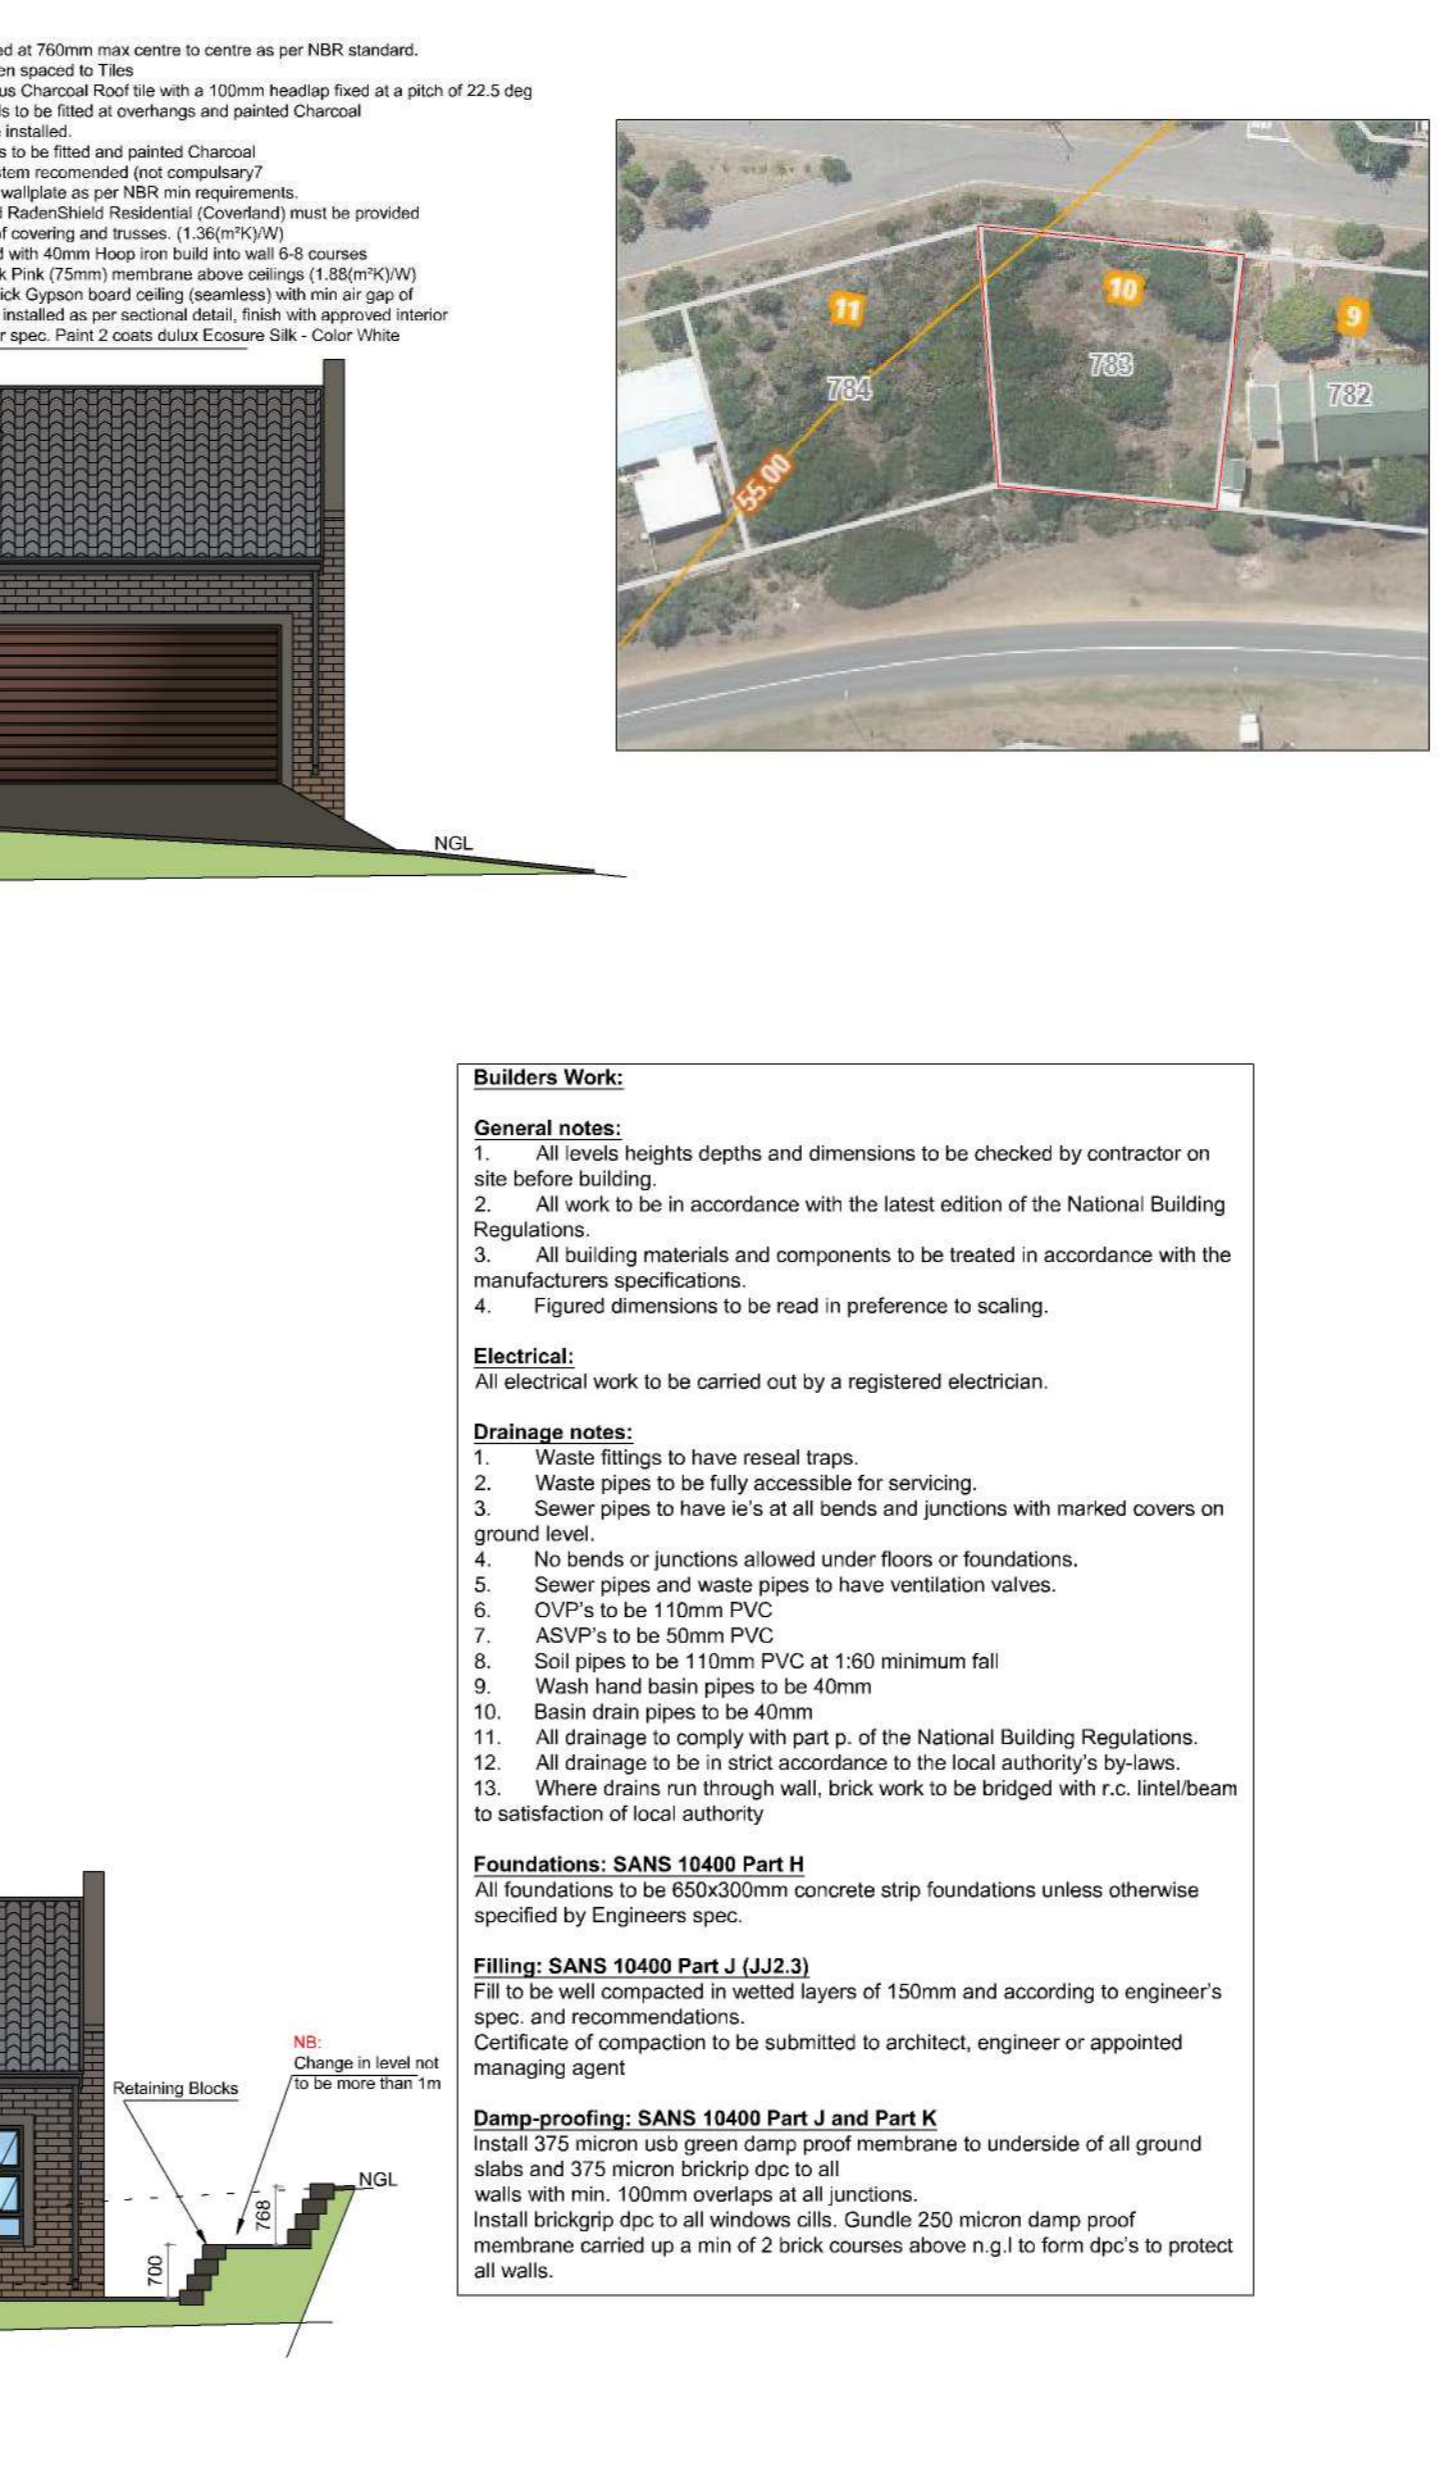 ed at 760mm max centre to centre as per NBR standard.
en spaced to Tiles
us Charcoal Roof tile with a 100mm headlap fixed at a pitch of 22.5 deg
ls to be fitted at overhangs and painted Charcoal
installed.
s to be fitted and painted Charcoal
stem recomended (not compulsary7
wallplate as per NBR min requirements.
RadenShield Residential (Coverland) must be provided
of covering and trusses. (1.36(m²K)/W)
d with 40mm Hoop iron build into wall 6-8 courses
k Pink (75mm) membrane above ceilings (1.88(m²K)/W)
ick Gypson board ceiling (seamless) with min air gap of
installed as per sectional detail, finish with approved interior
r spec. Paint 2 coats dulux Ecosure Silk - Color White
11
10
9
784
783
782
55.00
NGL
Builders Work:
General notes:
1. All levels heights depths and dimensions to be checked by contractor on
site before building.
2. All work to be in accordance with the latest edition of the National Building
Regulations.
3. All building materials and components to be treated in accordance with the
manufacturers specifications.
4. Figured dimensions to be read in preference to scaling.
Electrical:
All electrical work to be carried out by a registered electrician.
Drainage notes:
1. Waste fittings to have reseal traps.
2. Waste pipes to be fully accessible for servicing.
3. Sewer pipes to have ie's at all bends and junctions with marked covers on
ground level.
4. No bends or junctions allowed under floors or foundations.
5. Sewer pipes and waste pipes to have ventilation valves.
6. OVP's to be 110mm PVC
7. ASVP's to be 50mm PVC
8. Soil pipes to be 110mm PVC at 1:60 minimum fall
9. Wash hand basin pipes to be 40mm
10. Basin drain pipes to be 40mm
11. All drainage to comply with part p. of the National Building Regulations.
12. All drainage to be in strict accordance to the local authority's by-laws.
13. Where drains run through wall, brick work to be bridged with r.c. lintel/beam
to satisfaction of local authority
Foundations: SANS 10400 Part H
All foundations to be 650x300mm concrete strip foundations unless otherwise
specified by Engineers spec.
Filling: SANS 10400 Part J (JJ2.3)
Fill to be well compacted in wetted layers of 150mm and according to engineer's
spec. and recommendations.
Certificate of compaction to be submitted to architect, engineer or appointed
managing agent
Damp-proofing: SANS 10400 Part J and Part K
Install 375 micron usb green damp proof membrane to underside of all ground
slabs and 375 micron brickrip dpc to all
walls with min. 100mm overlaps at all junctions.
Install brickgrip dpc to all windows cills. Gundle 250 micron damp proof
membrane carried up a min of 2 brick courses above n.g.l to form dpc's to protect
all walls.
NB:
Change in level not
to be more than 1m
Retaining Blocks
NGL
768
700